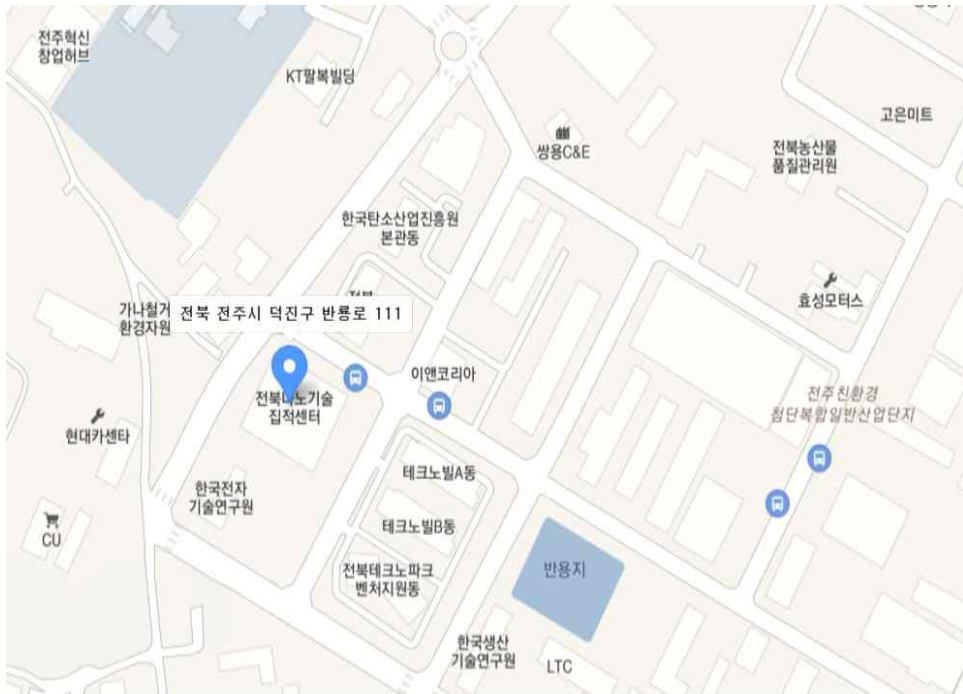 전주혁신
창업허브
KT팔복빌딩
쌍용C&E
고은미트
전북농산물
품질관리원
한국탄소산업진흥원
본관동
효성모터스
가나철거
환경자원
전북 전주시 덕진구 반룡로 111
이앤코리아
전북나노기술
집적센터
전주친환경
첨단복합일반산업단지
현대카센타
테크노빌A동
한국전자
기술연구원
CU
테크노빌B동
전북테크노파크
벤처지원동
반용지
한국생산
기술연구원
LTC